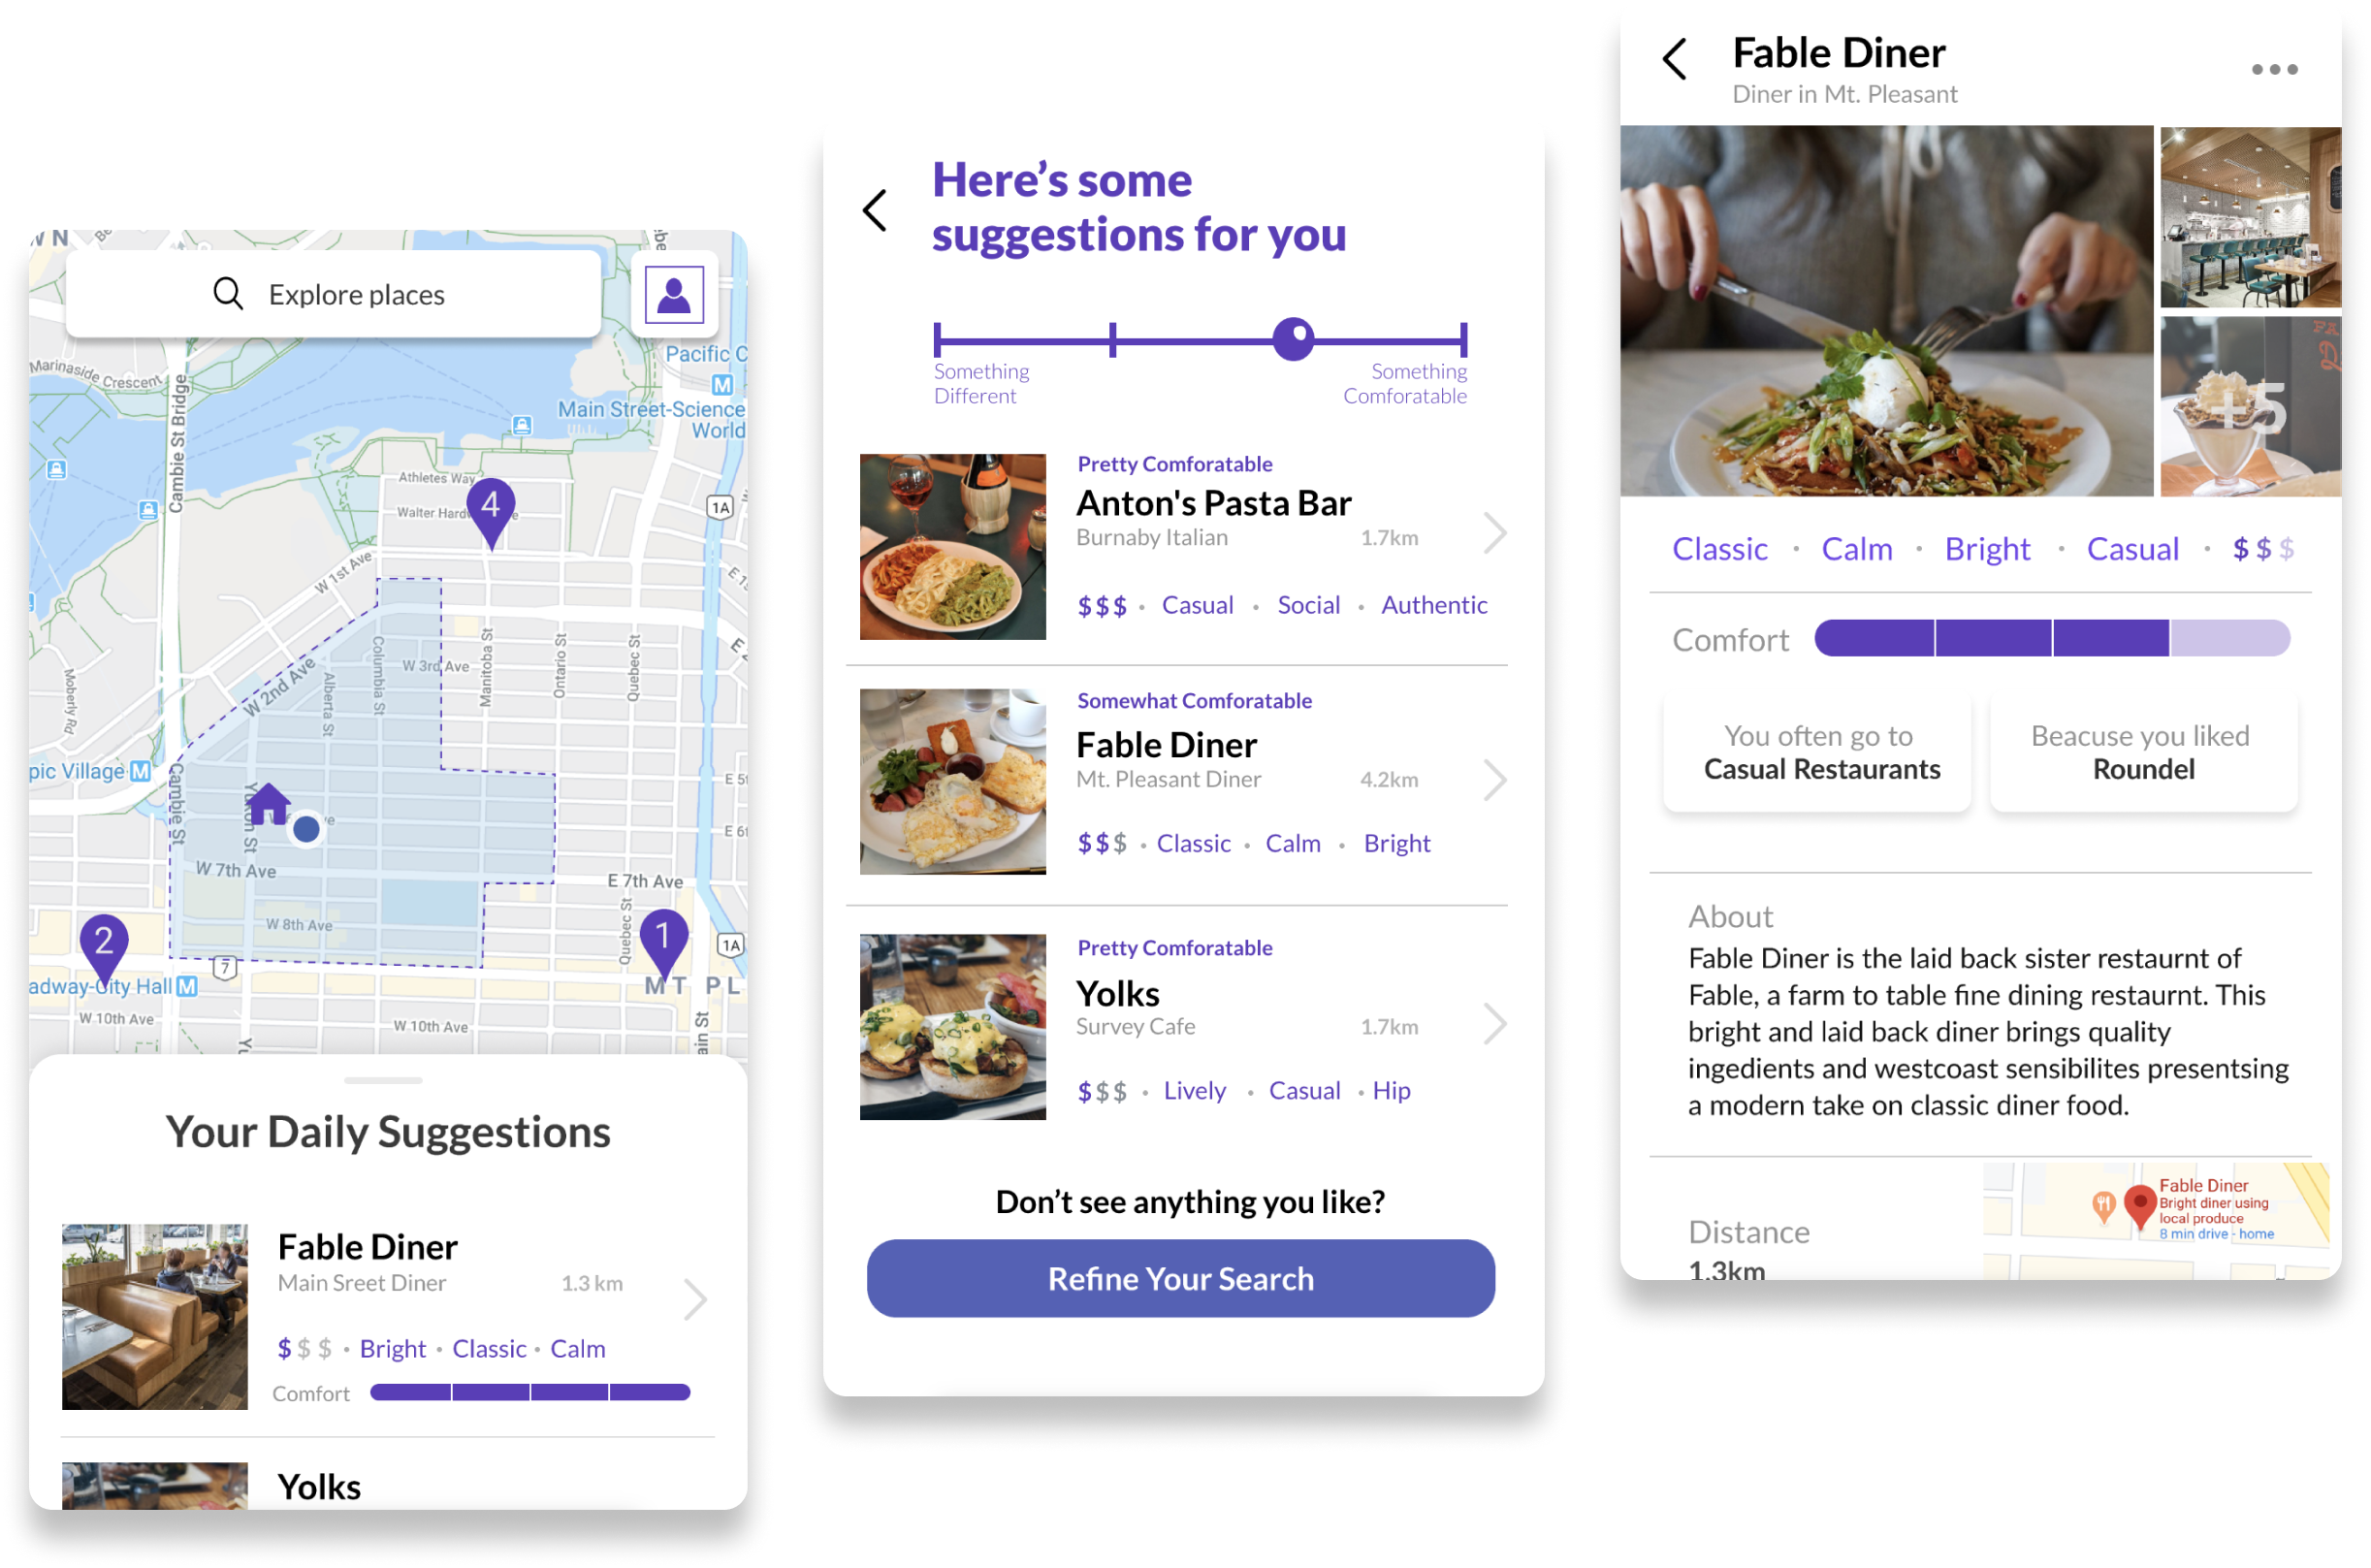 Explore places
Marinaside Crescent
Cambie St Bridge
Pacific C
M
Main Street-Science
World
1A
Athletes Way
4
Walter Hard
W 1st Ave
E
Columbia St
W 3rd Ave
Manitoba St
Ontario St
Quebec St
W 2nd Ave
Alberta St
Moberly Rd
pic Village M
Cambie St
E 5t
E 6t
W 7th Ave
E 7th Ave
W 8th Ave
Quebec St
2
1
1A
7
adway-City Hall M
MT PL
W 10th Ave
W 10th Ave
ain St
Your Daily Suggestions
Fable Diner
Main Sreet Diner 1.3 km
$ $ $ · Bright · Classic · Calm
Comfort
Yolks
Here’s some
suggestions for you
Something
Different
Something
Comforatable
Pretty Comforatable
Anton's Pasta Bar
Burnaby Italian 1.7km
$$$ · Casual · Social · Authentic
Somewhat Comforatable
Fable Diner
Mt. Pleasant Diner 4.2km
$$$ · Classic · Calm · Bright
Pretty Comforatable
Yolks
Survey Cafe 1.7km
$$$ · Lively · Casual · Hip
Don’t see anything you like?
Refine Your Search
Fable Diner
Diner in Mt. Pleasant
+5
Classic · Calm · Bright · Casual · $ $ $
Comfort
You often go to
Casual Restaurants
Beacuse you liked
Roundel
About
Fable Diner is the laid back sister restaurnt of
Fable, a farm to table fine dining restaurnt. This
bright and laid back diner brings quality
ingedients and westcoast sensibilites presentsing
a modern take on classic diner food.
Distance
1.3km
Fable Diner
Bright diner using
local produce
8 min drive - home